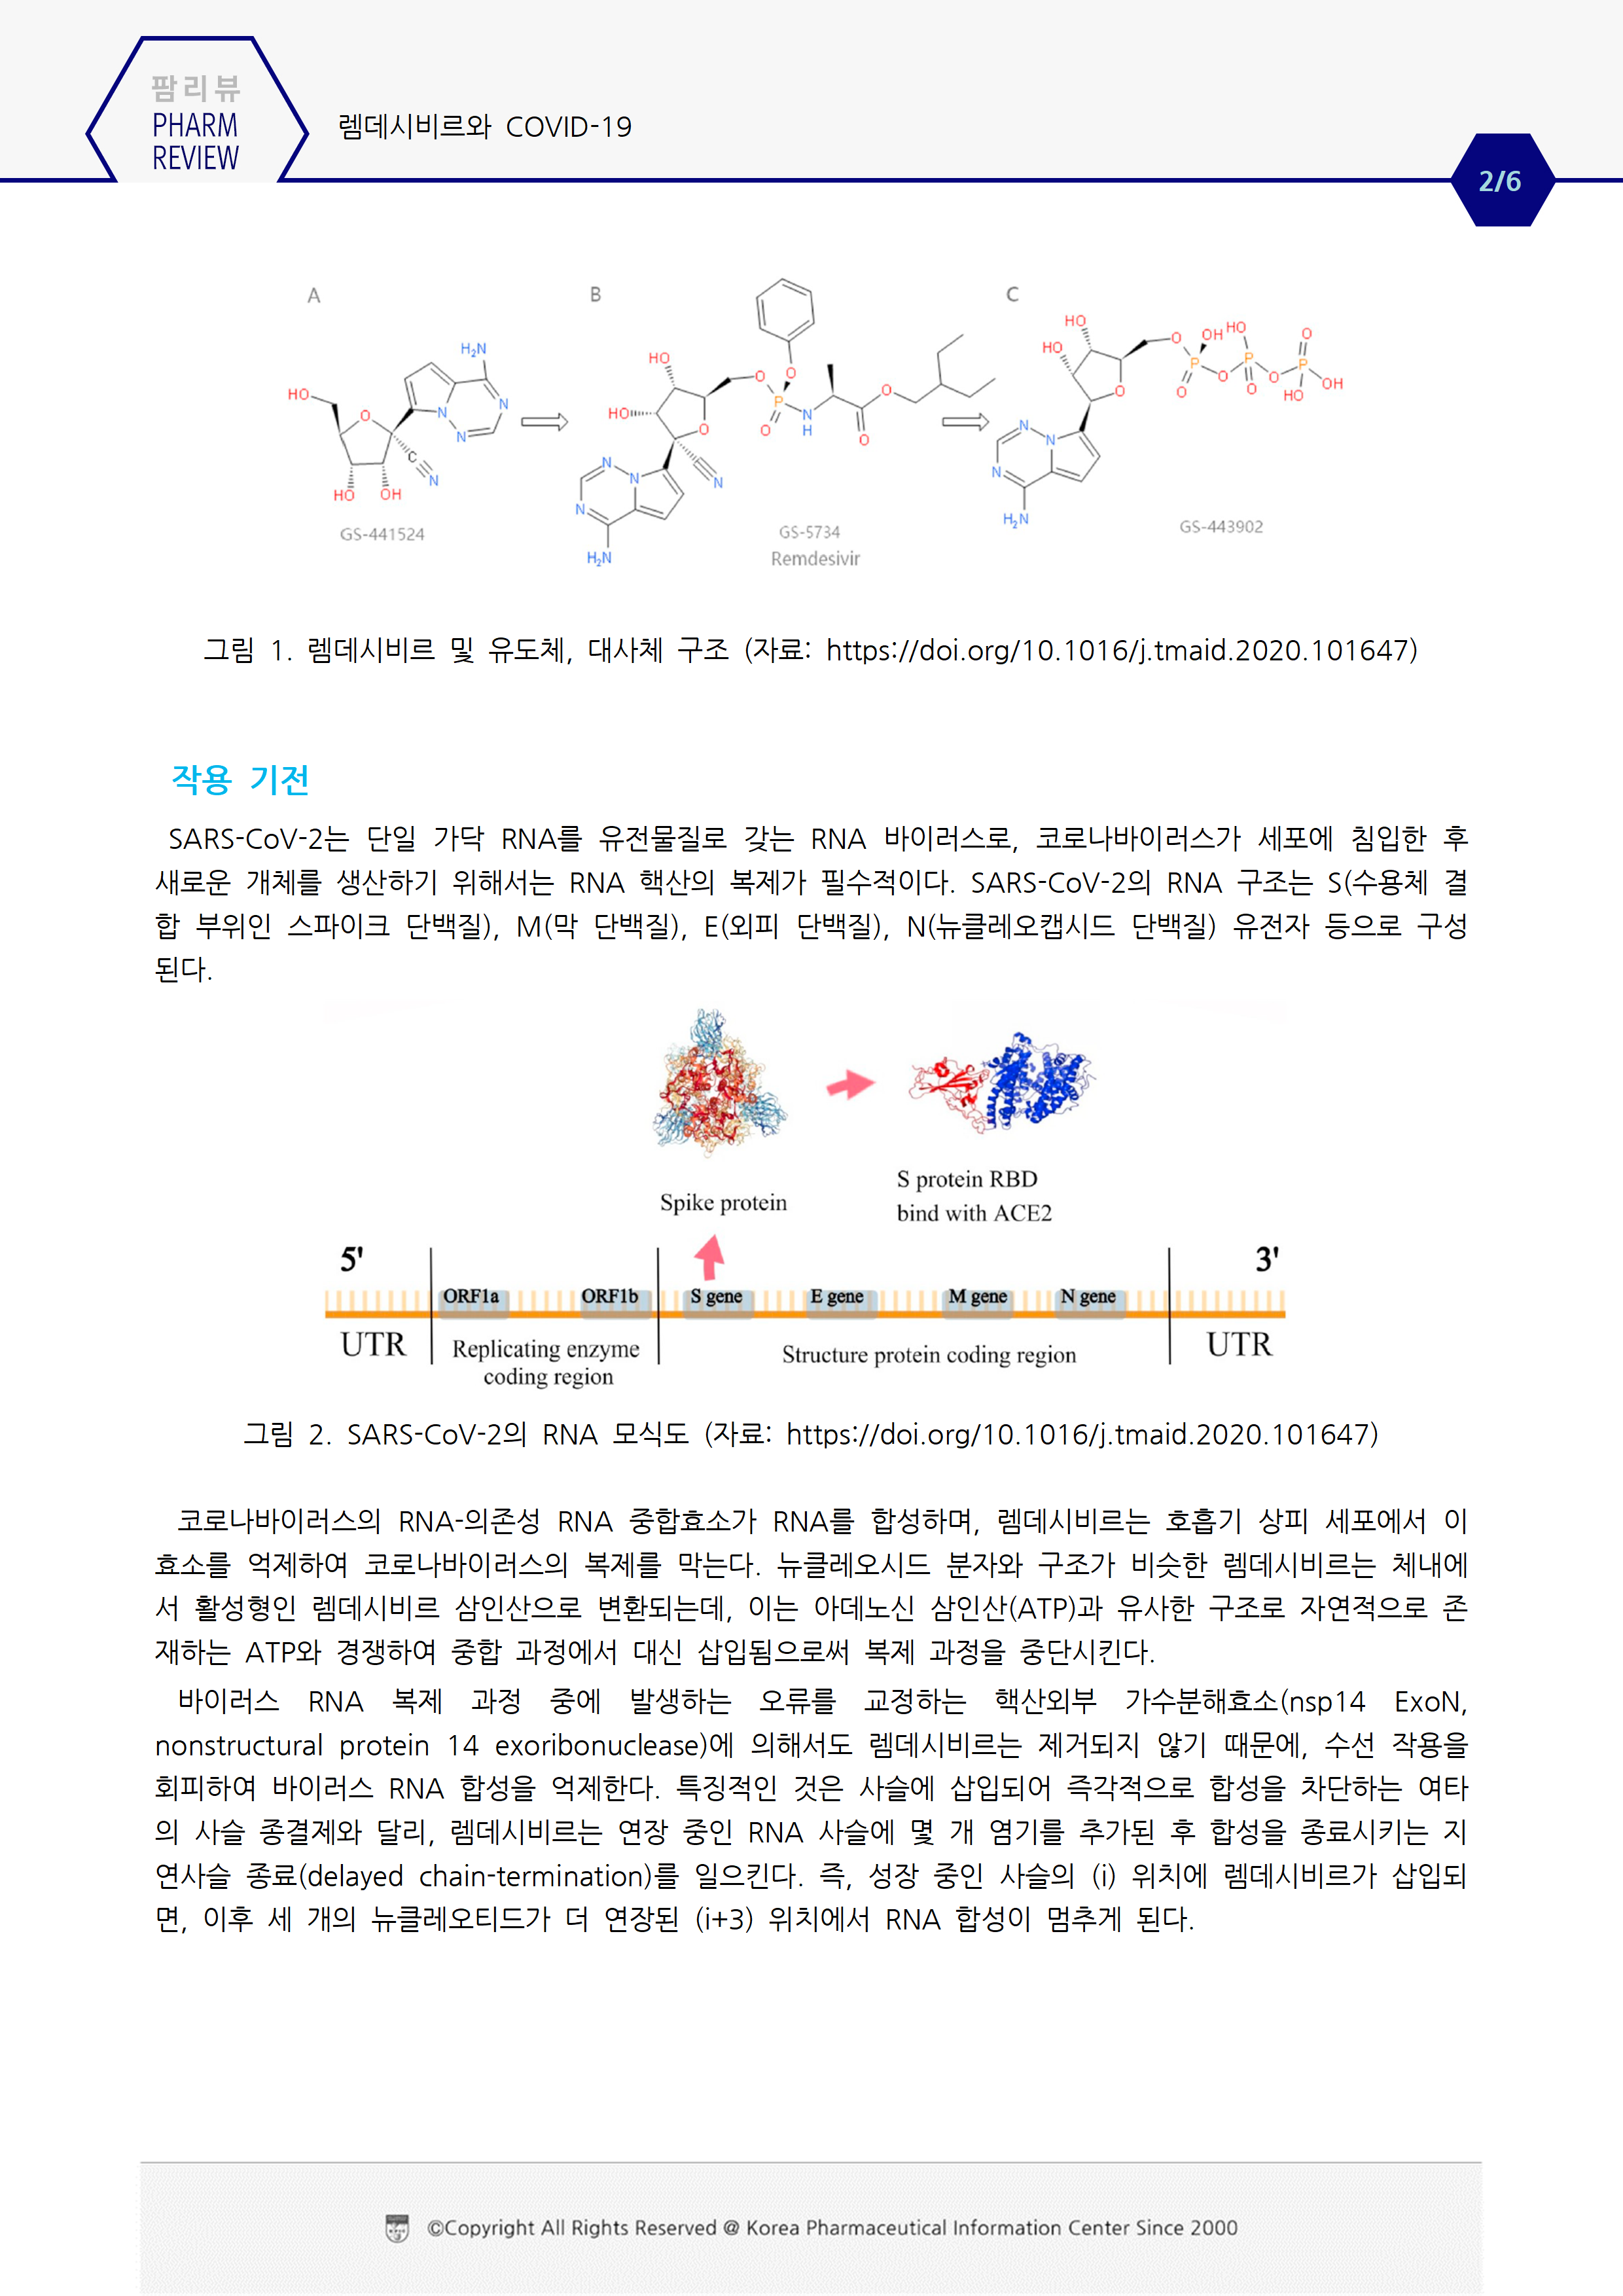 팜리뷰
PHARM
REVIEW
렘데시비르와 COVID-19
2/6
A
B
C
HO
O
H₂N
N
N
N
C
N
HO
OH
GS-441524
HO
HO
O
O
O
P
O
N
H
O
O
N
N
N
N
H₂N
GS-5734
Remdesivir
HO
HO
O
O
OH
HO
O
P
P
P
O
O
O
O
HO
OH
N
N
N
H₂N
GS-443902
그림 1. 렘데시비르 및 유도체, 대사체 구조 (자료: https://doi.org/10.1016/j.tmaid.2020.101647)
작용 기전
SARS-CoV-2는 단일 가닥 RNA를 유전물질로 갖는 RNA 바이러스로, 코로나바이러스가 세포에 침입한 후
새로운 개체를 생산하기 위해서는 RNA 핵산의 복제가 필수적이다. SARS-CoV-2의 RNA 구조는 S(수용체 결
합 부위인 스파이크 단백질), M(막 단백질), E(외피 단백질), N(뉴클레오캡시드 단백질) 유전자 등으로 구성
된다.
Spike protein
S protein RBD
bind with ACE2
5'
3'
ORF1a
ORF1b
S gene
E gene
M gene
N gene
UTR
Replicating enzyme
coding region
Structure protein coding region
UTR
그림 2. SARS-CoV-2의 RNA 모식도 (자료: https://doi.org/10.1016/j.tmaid.2020.101647)
코로나바이러스의 RNA-의존성 RNA 중합효소가 RNA를 합성하며, 렘데시비르는 호흡기 상피 세포에서 이
효소를 억제하여 코로나바이러스의 복제를 막는다. 뉴클레오시드 분자와 구조가 비슷한 렘데시비르는 체내에
서 활성형인 렘데시비르 삼인산으로 변환되는데, 이는 아데노신 삼인산(ATP)과 유사한 구조로 자연적으로 존
재하는 ATP와 경쟁하여 중합 과정에서 대신 삽입됨으로써 복제 과정을 중단시킨다.
바이러스 RNA 복제 과정 중에 발생하는 오류를 교정하는 핵산외부 가수분해효소(nsp14 ExoN,
nonstructural protein 14 exoribonuclease)에 의해서도 렘데시비르는 제거되지 않기 때문에, 수선 작용을
회피하여 바이러스 RNA 합성을 억제한다. 특징적인 것은 사슬에 삽입되어 즉각적으로 합성을 차단하는 여타
의 사슬 종결제와 달리, 렘데시비르는 연장 중인 RNA 사슬에 몇 개 염기를 추가된 후 합성을 종료시키는 지
연사슬 종료(delayed chain-termination)를 일으킨다. 즉, 성장 중인 사슬의 (i) 위치에 렘데시비르가 삽입되
면, 이후 세 개의 뉴클레오티드가 더 연장된 (i+3) 위치에서 RNA 합성이 멈추게 된다.
©Copyright All Rights Reserved @ Korea Pharmaceutical Information Center Since 2000